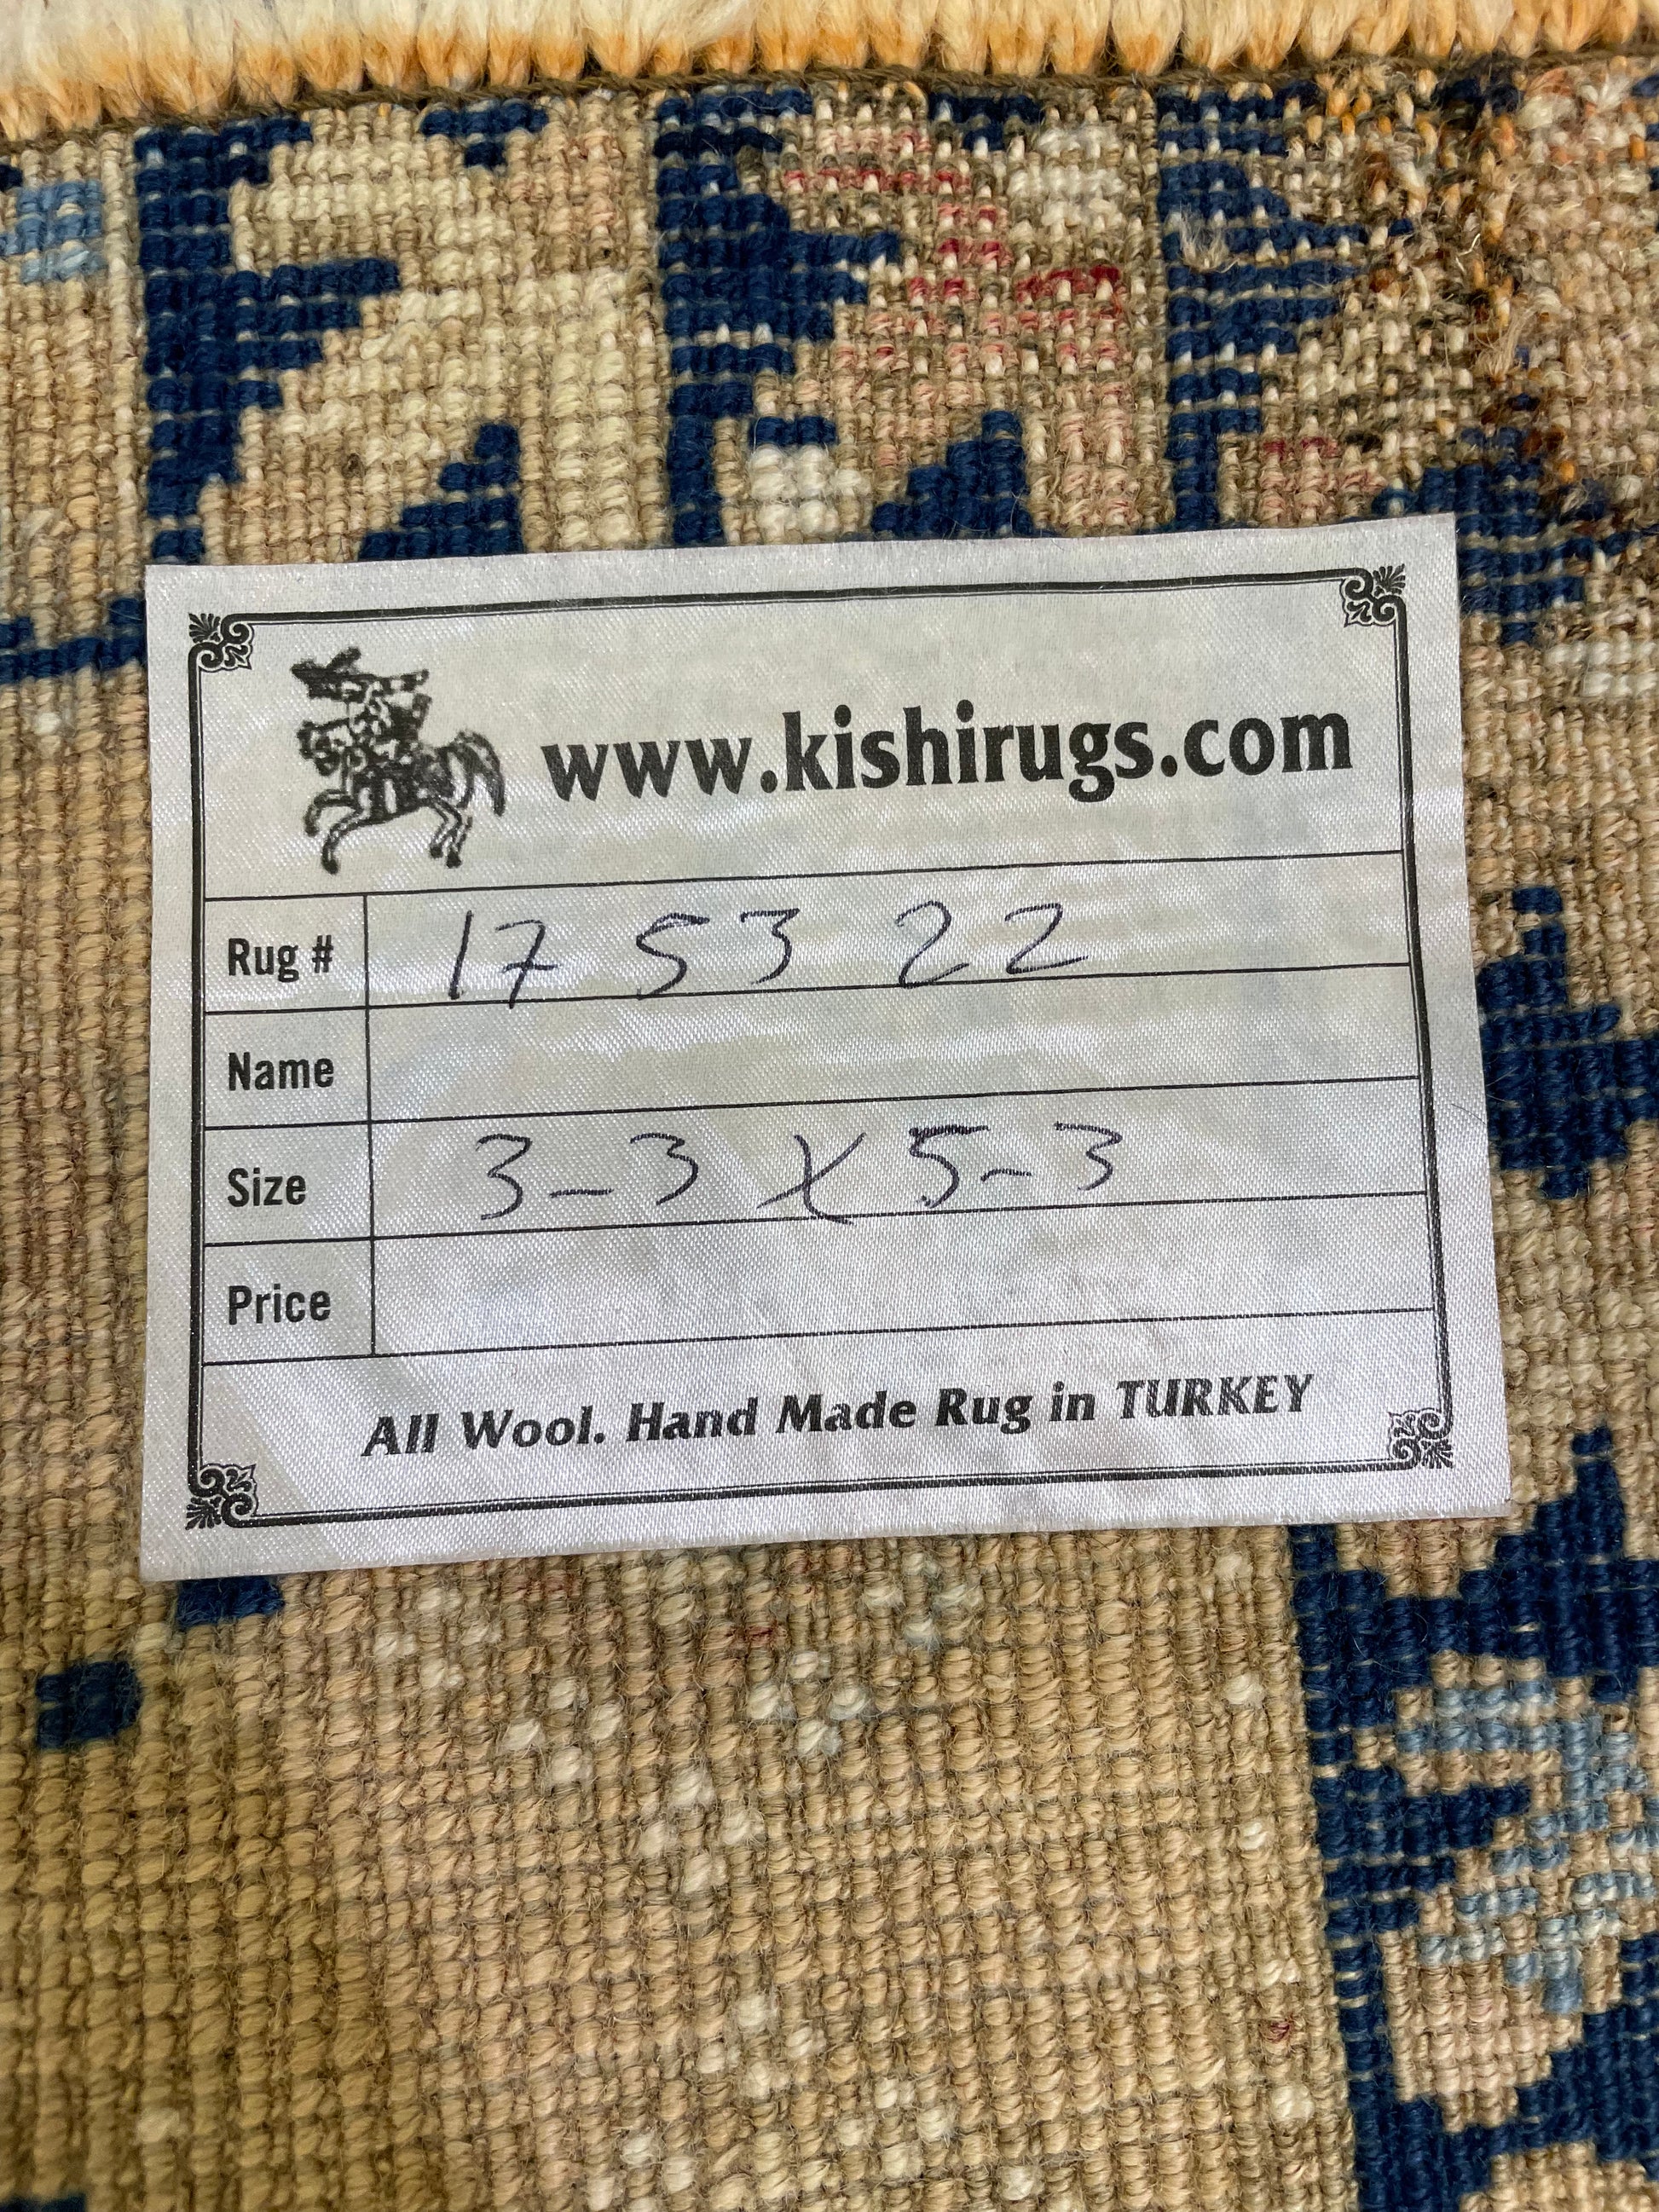 www.kishirugs.com
Rug # 17 53 22
Name
Size 3-3 X 5-3
Price
All Wool. Hand Made Rug in TURKEY